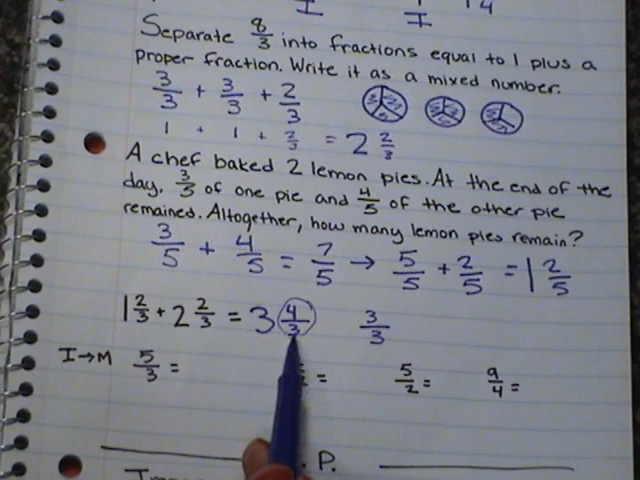 I I 4
Separate 8/3 into fractions equal to 1 plus a
proper fraction. Write it as a mixed number.
3/3 + 3/3 + 2/3
1 + 1 + 2/3 = 2 2/3
A chef baked 2 lemon pies. At the end of the
day, 3/5 of one pie and 4/5 of the other pie
remained. Altogether, how many lemon pies remain?
3/5 + 4/5 = 7/5 → 5/5 + 2/5 = 1 2/5
1 2/3 + 2 2/3 = 3 4/3 3/3
I→M 5/3 = = 5/2 = 9/4 =
. P.